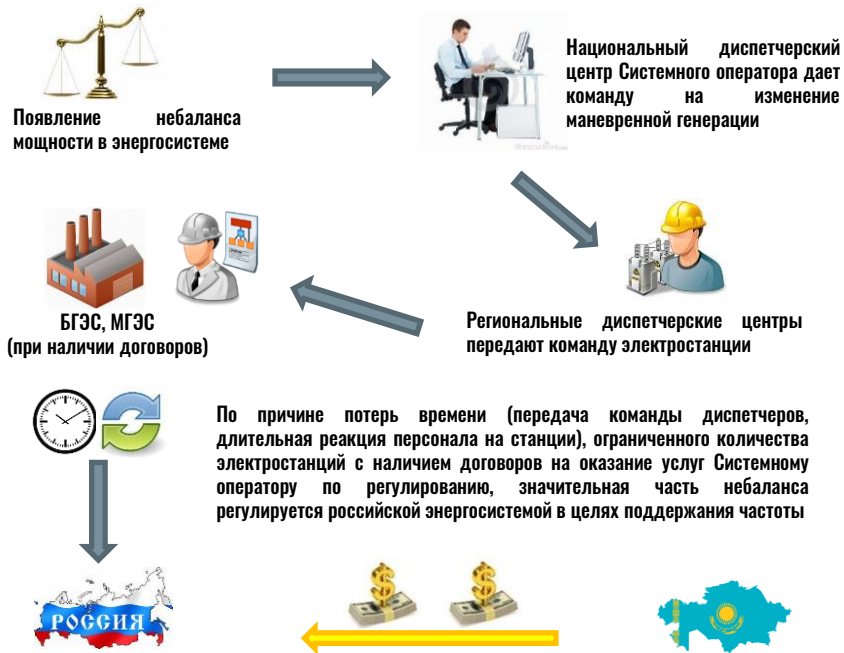 Появление небаланса
мощности в энергосистеме
Национальный диспетчерский
центр Системного оператора дает
команду на изменение
маневренной генерации
БГЭС, МГЭС
(при наличии договоров)
Региональные диспетчерские центры
передают команду электростанции
По причине потерь времени (передача команды диспетчеров,
длительная реакция персонала на станции), ограниченного количества
электростанций с наличием договоров на оказание услуг Системному
оператору по регулированию, значительная часть небаланса
регулируется российской энергосистемой в целях поддержания частоты
$ $
РОССИЯ